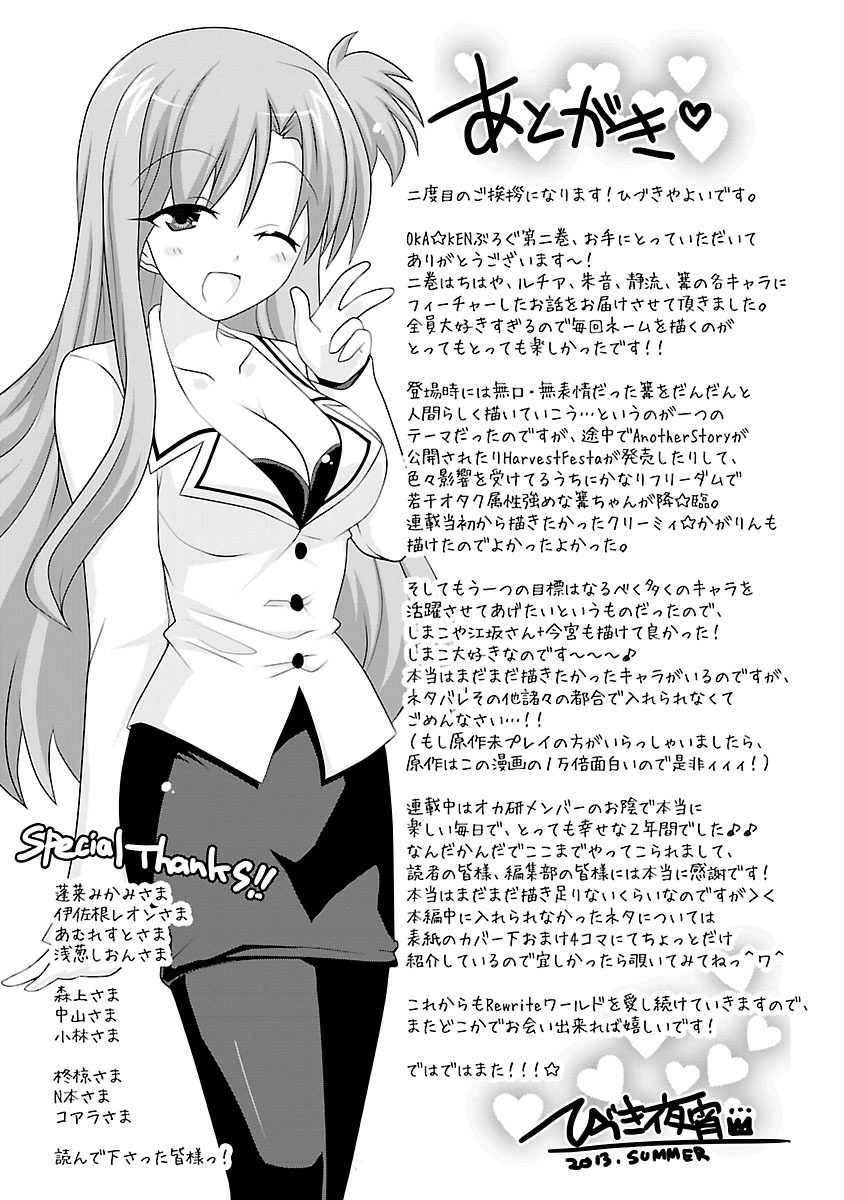 あとがき♡
二度目のご挨拶になります！ひづきやよいです。
OKA☆KENぶろぐ第二巻、お手にとっていただいて
ありがとうございます〜！
二巻はちはや、ルチア、朱音、静流、篝の各キャラに
フィーチャーしたお話をお届けさせて頂きました。
全員大好きすぎるので毎回ネームを描くのが
とってもとっても楽しかったです！！
登場時には無口・無表情だった篝をだんだんと
人間らしく描いていこう…というのが一つの
テーマだったのですが、途中でAnotherStoryが
公開されたりHarvestFestaが発売したりして、
色々影響を受けてるうちにかなりフリーダムで
若干オタク属性強めな篝ちゃんが降☆臨。
連載当初から描きたかったクリーミィ☆かがりんも
描けたのでよかったよかった。
そしてもう一つの目標はなるべく多くのキャラを
活躍させてあげたいというものだったので、
しまこや江坂さん+今宮も描けて良かった！
しまこ大好きなのです〜〜〜♪
本当はまだまだ描きたかったキャラがいるのですが、
ネタバレその他諸々の都合で入れられなくて
ごめんなさい…！！
（もし原作未プレイの方がいらっしゃいましたら、
原作はこの漫画の1万倍面白いので是非ィィィ！）
連載中はオカ研メンバーのお陰で本当に
楽しい毎日で、とっても幸せな2年間でした♪♪
なんだかんだでここまでやってこられまして、
読者の皆様、編集部の皆様には本当に感謝です！
本当はまだまだ描き足りないくらいなのですが＞＜
本編中に入れられなかったネタについては
表紙のカバー下おまけ4コマにてちょっとだけ
紹介しているので宜しかったら覗いてみてねっ^ワ^
これからもRewriteワールドを愛し続けていきますので、
またどこかでお会い出来れば嬉しいです！
ではではまた！！！☆
ひづき夜宵
2013.SUMMER
Special Thanks!!
蓬莱みかみさま
伊佐根レオンさま
あむれすとさま
浅葱しおんさま
森上さま
中山さま
小林さま
柊椋さま
N本さま
コアラさま
読んで下さった皆様っ！